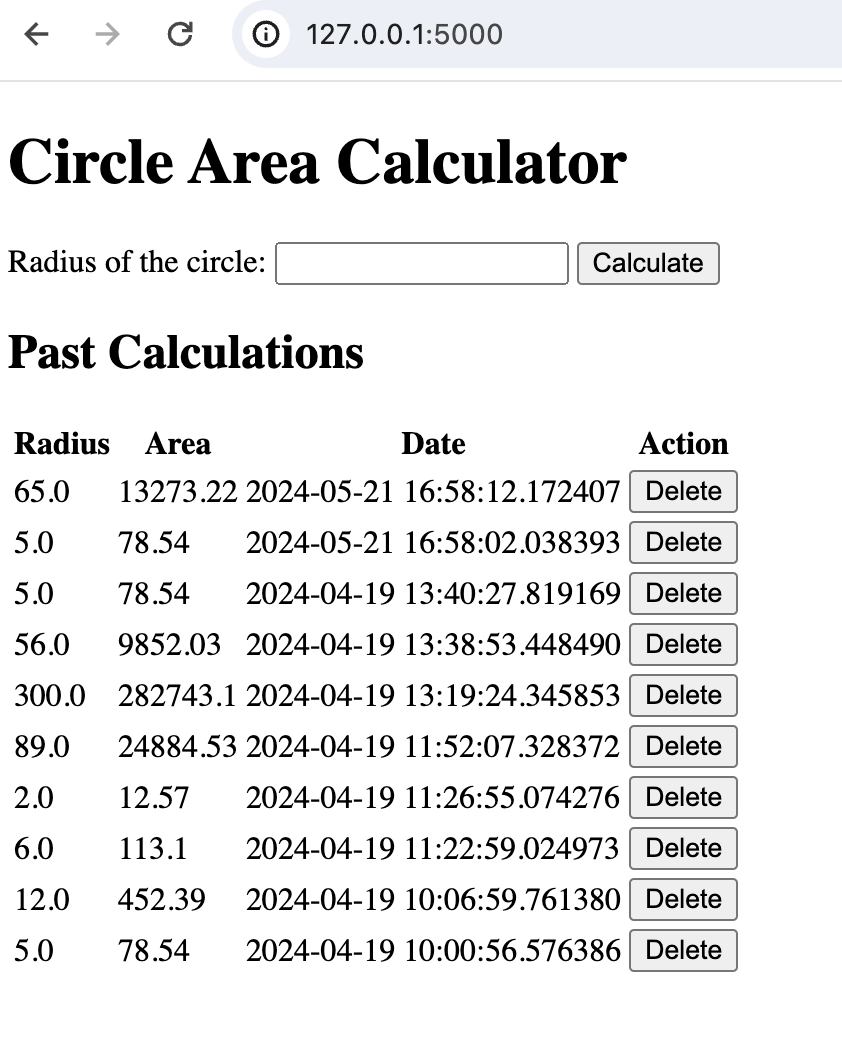 127.0.0.1:5000
Circle Area Calculator
Radius of the circle: Calculate
Past Calculations
Radius Area Date Action
65.0 13273.22 2024-05-21 16:58:12.172407 Delete
5.0 78.54 2024-05-21 16:58:02.038393 Delete
5.0 78.54 2024-04-19 13:40:27.819169 Delete
56.0 9852.03 2024-04-19 13:38:53.448490 Delete
300.0 282743.1 2024-04-19 13:19:24.345853 Delete
89.0 24884.53 2024-04-19 11:52:07.328372 Delete
2.0 12.57 2024-04-19 11:26:55.074276 Delete
6.0 113.1 2024-04-19 11:22:59.024973 Delete
12.0 452.39 2024-04-19 10:06:59.761380 Delete
5.0 78.54 2024-04-19 10:00:56.576386 Delete